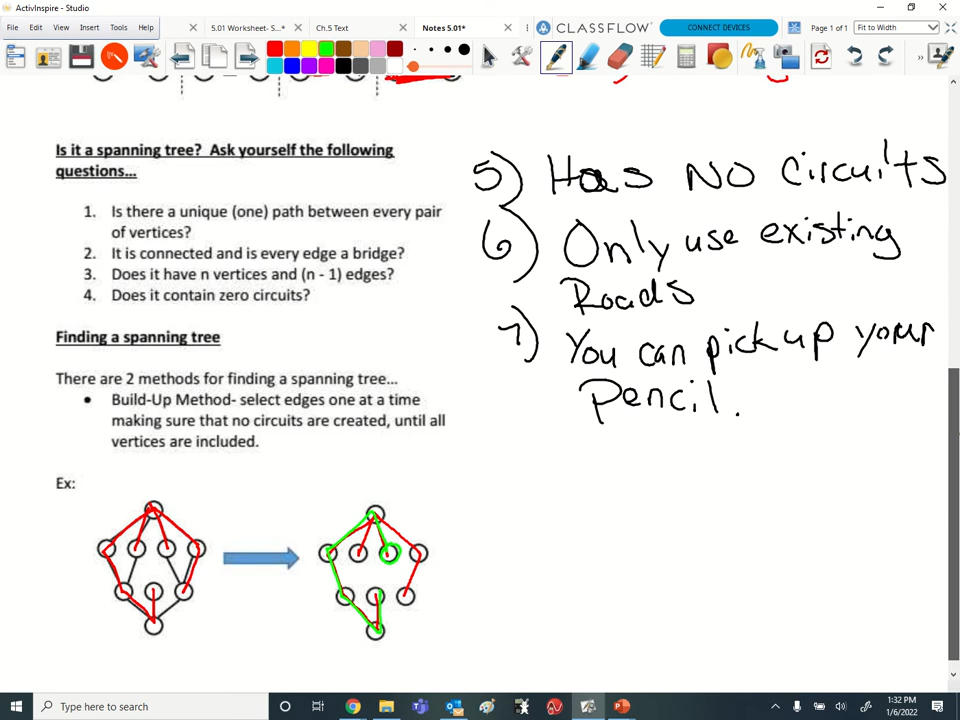 ActivInspire - Studio
File Edit View Insert Tools Help
5.01 Worksheet- S...*
Ch.5 Text
Notes 5.01*
CLASSFLOW
CONNECT DEVICES
Page 1 of 1
Fit to Width
Is it a spanning tree? Ask yourself the following
questions...
1. Is there a unique (one) path between every pair
of vertices?
2. It is connected and is every edge a bridge?
3. Does it have n vertices and (n - 1) edges?
4. Does it contain zero circuits?
Finding a spanning tree
There are 2 methods for finding a spanning tree...
• Build-Up Method- select edges one at a time
making sure that no circuits are created, until all
vertices are included.
Ex:
5) Has NO Circuits
6) Only use existing
Roads
7) You can pick up your
Pencil.
Type here to search
1:32 PM
1/6/2022